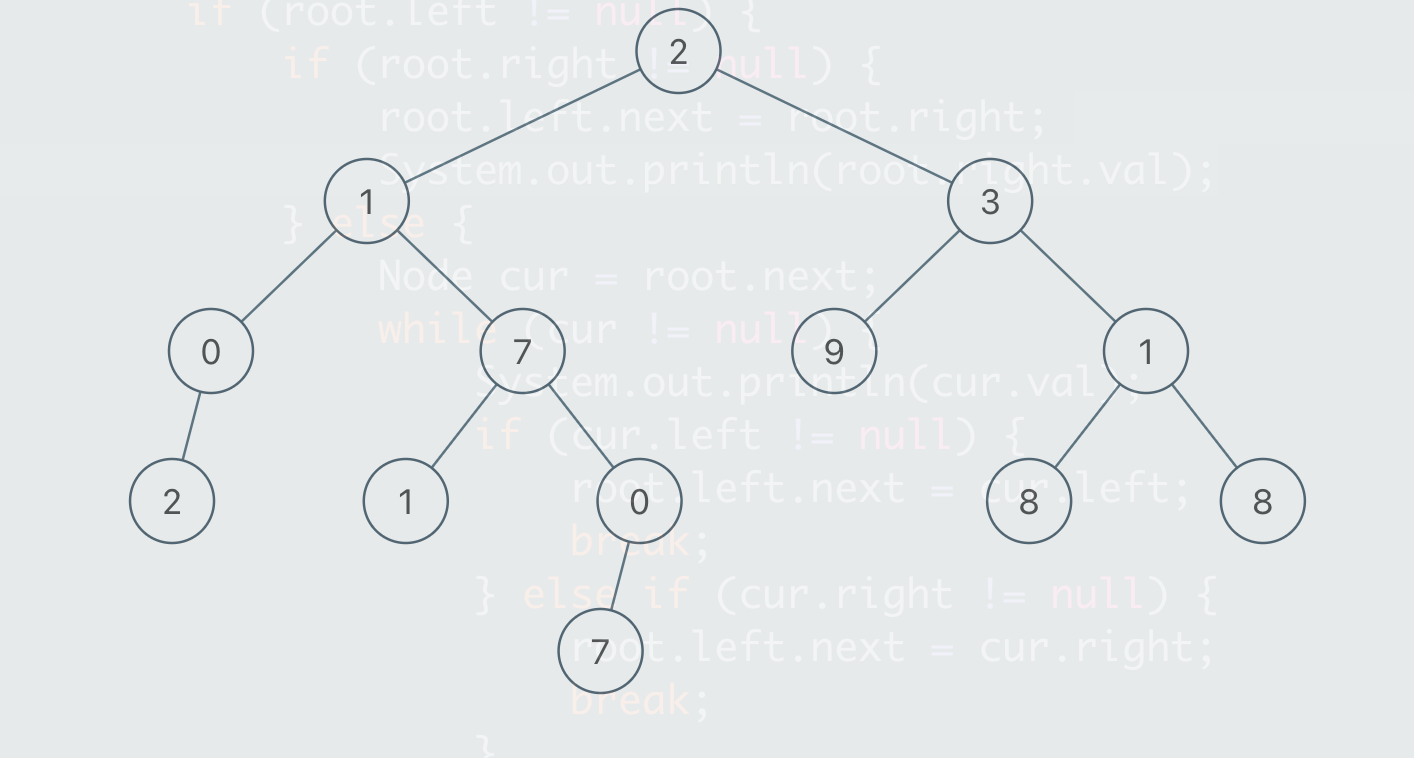 if (root.left != null) {
2
if (root.right != null) {
root.left.next = root.right;
System.out.println(root.right.val);
1 3
} else {
Node cur = root.next;
while (cur != null) {
0 7 9 1
System.out.println(cur.val);
if (cur.left != null) {
root.left.next = cur.left;
2 1 0 8 8
break;
} else if (cur.right != null) {
root.left.next = cur.right;
7
break;
}